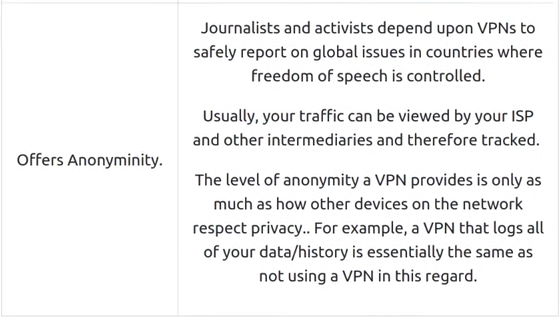 Offers Anonyminity.
Journalists and activists depend upon VPNs to
safely report on global issues in countries where
freedom of speech is controlled.
Usually, your traffic can be viewed by your ISP
and other intermediaries and therefore tracked.
The level of anonymity a VPN provides is only as
much as how other devices on the network
respect privacy.. For example, a VPN that logs all
of your data/history is essentially the same as
not using a VPN in this regard.